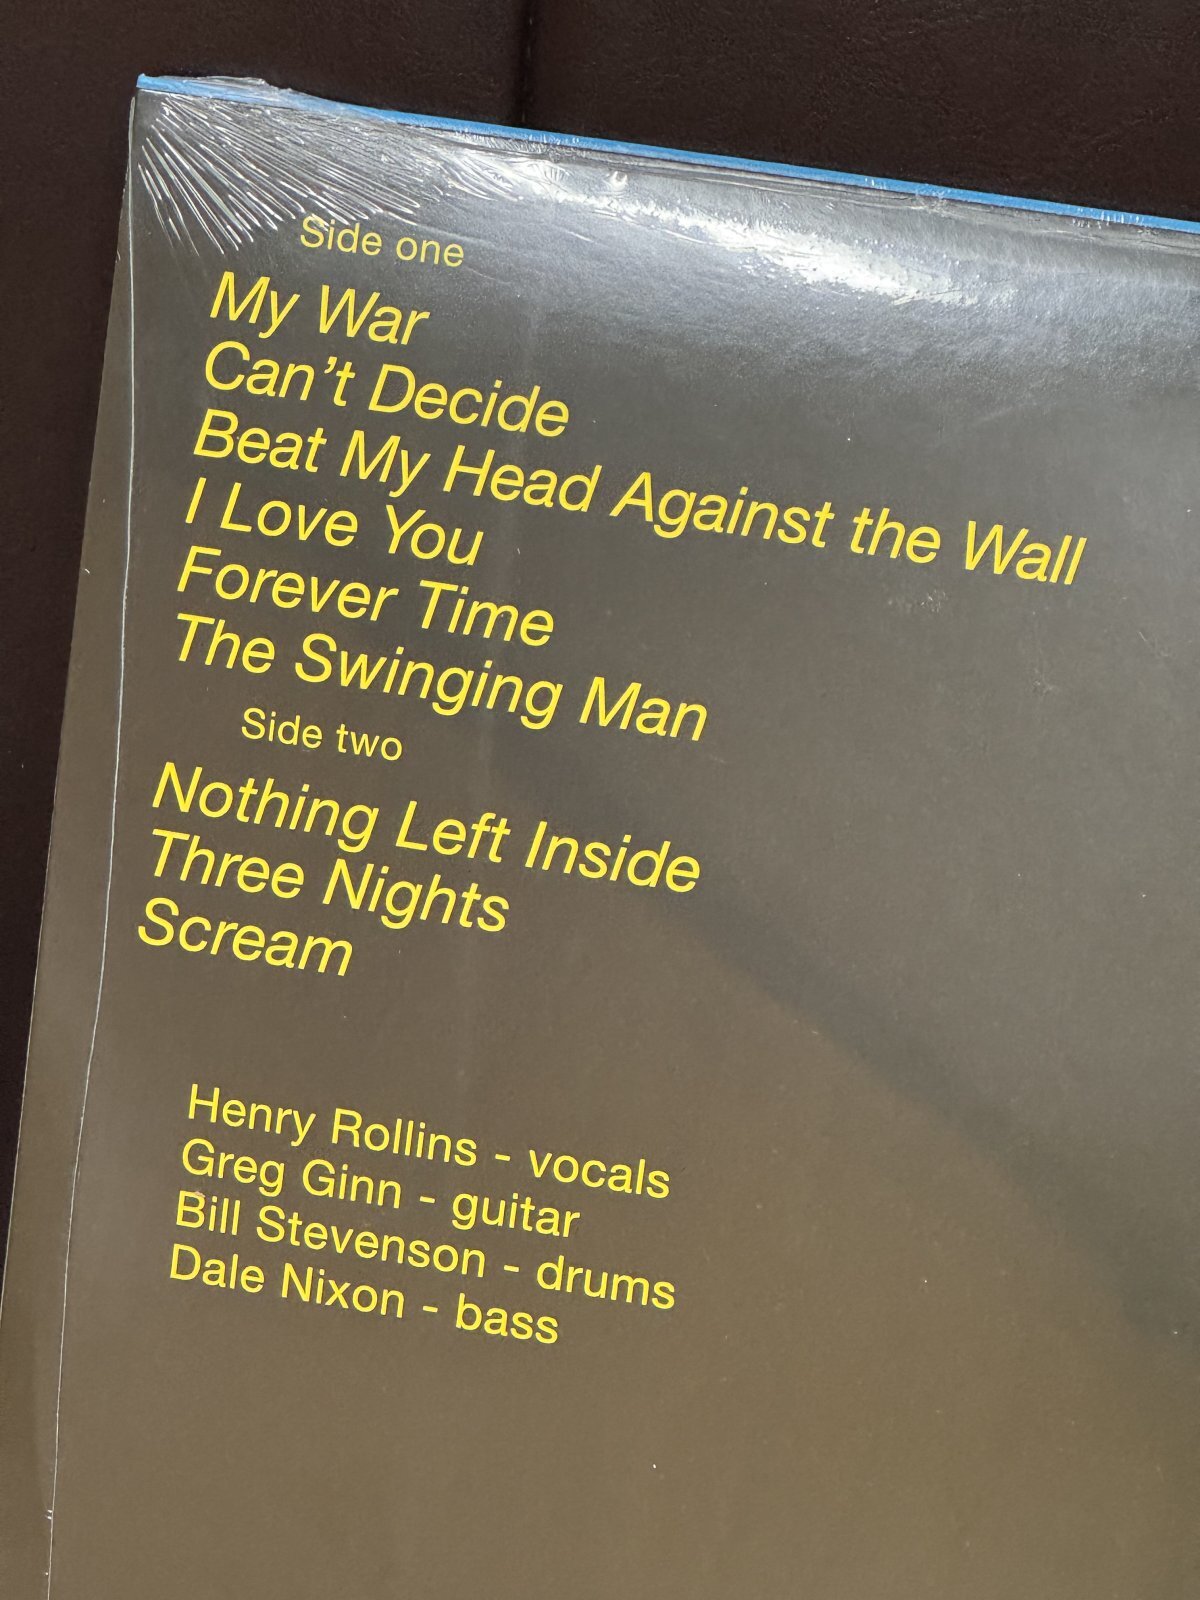 Side one
My War
Can't Decide
Beat My Head Against the Wall
I Love You
Forever Time
The Swinging Man
Side two
Nothing Left Inside
Three Nights
Scream
Henry Rollins - vocals
Greg Ginn - guitar
Bill Stevenson - drums
Dale Nixon - bass